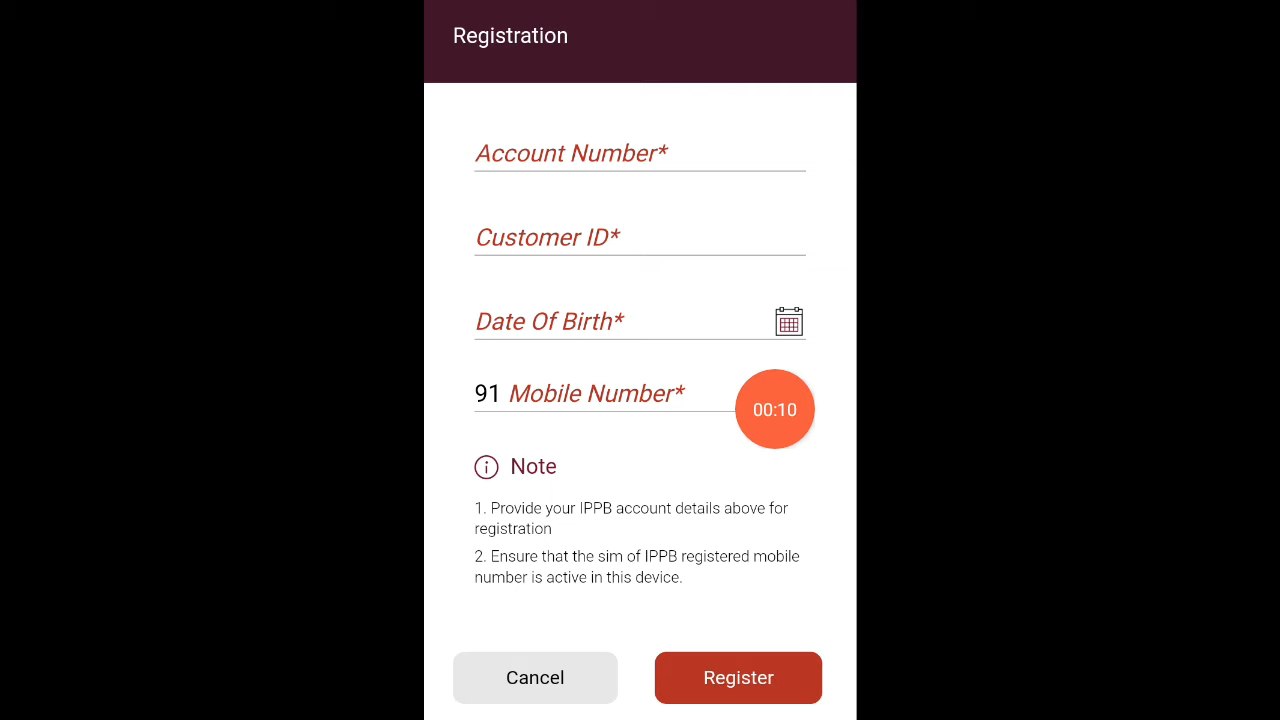 Registration
Account Number*
Customer ID*
Date Of Birth*
91 Mobile Number*
00:10
Note
1. Provide your IPPB account details above for
registration
2. Ensure that the sim of IPPB registered mobile
number is active in this device.
Cancel
Register